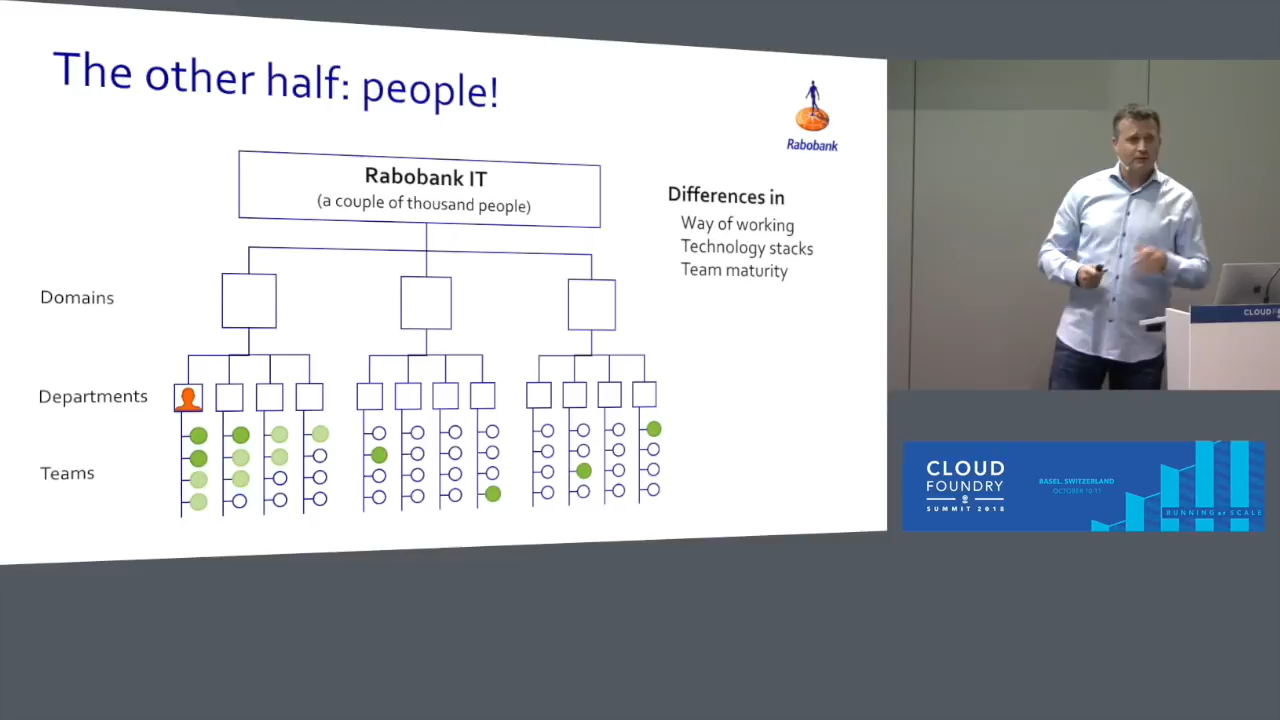 The other half: people!
Rabobank
Rabobank IT
(a couple of thousand people)
Differences in
Way of working
Technology stacks
Team maturity
Domains
Departments
Teams
CLOUD
CLOUD
FOUNDRY
SUMMIT 2018
BASEL, SWITZERLAND
OCTOBER 10-11
RUNNING AT SCALE